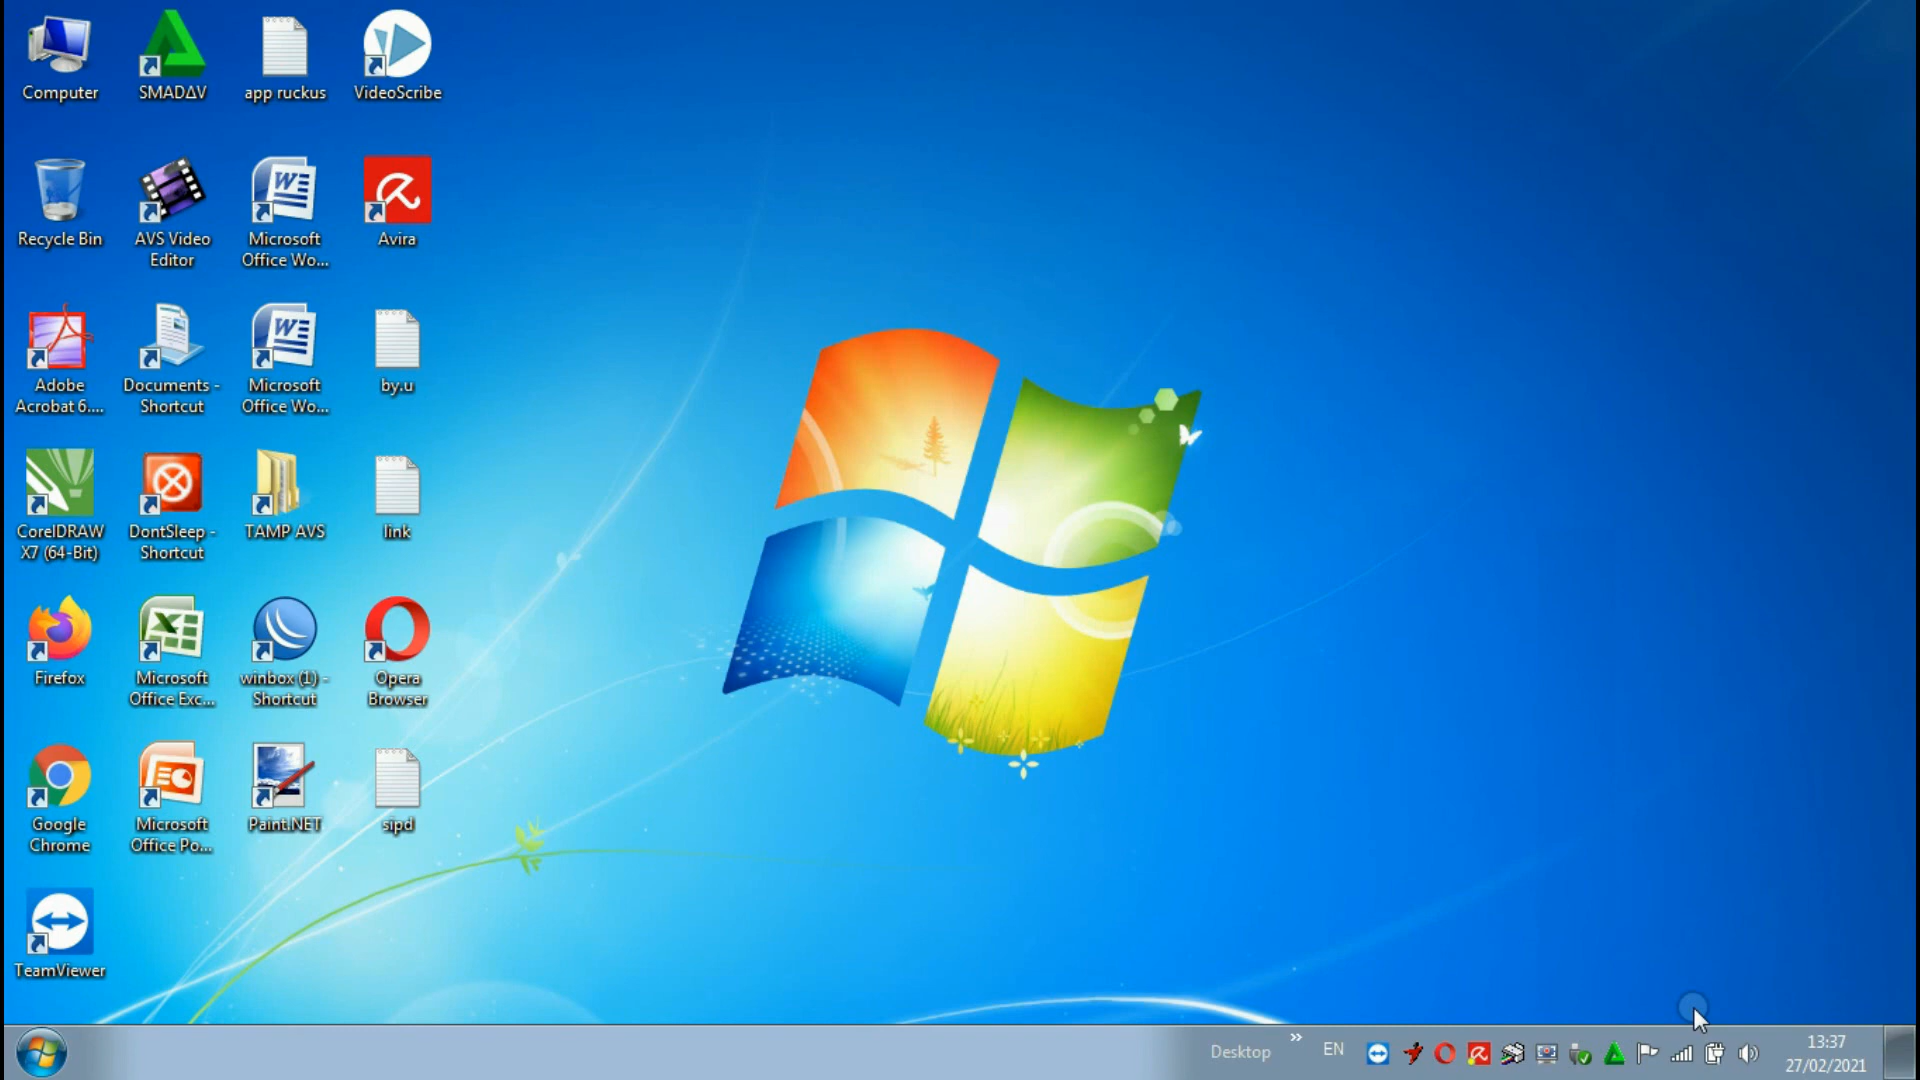 Computer
SMADΔV
app ruckus
VideoScribe
Recycle Bin
AVS Video
Editor
Microsoft
Office Wo...
Avira
Adobe
Acrobat 6....
Documents -
Shortcut
Microsoft
Office Wo...
by.u
CorelDRAW
X7 (64-Bit)
DontSleep -
Shortcut
TAMP AVS
link
Firefox
Microsoft
Office Exc...
winbox (1) -
Shortcut
Opera
Browser
Google
Chrome
Microsoft
Office Po...
Paint.NET
sipd
TeamViewer
Desktop
»
EN
13:37
27/02/2021